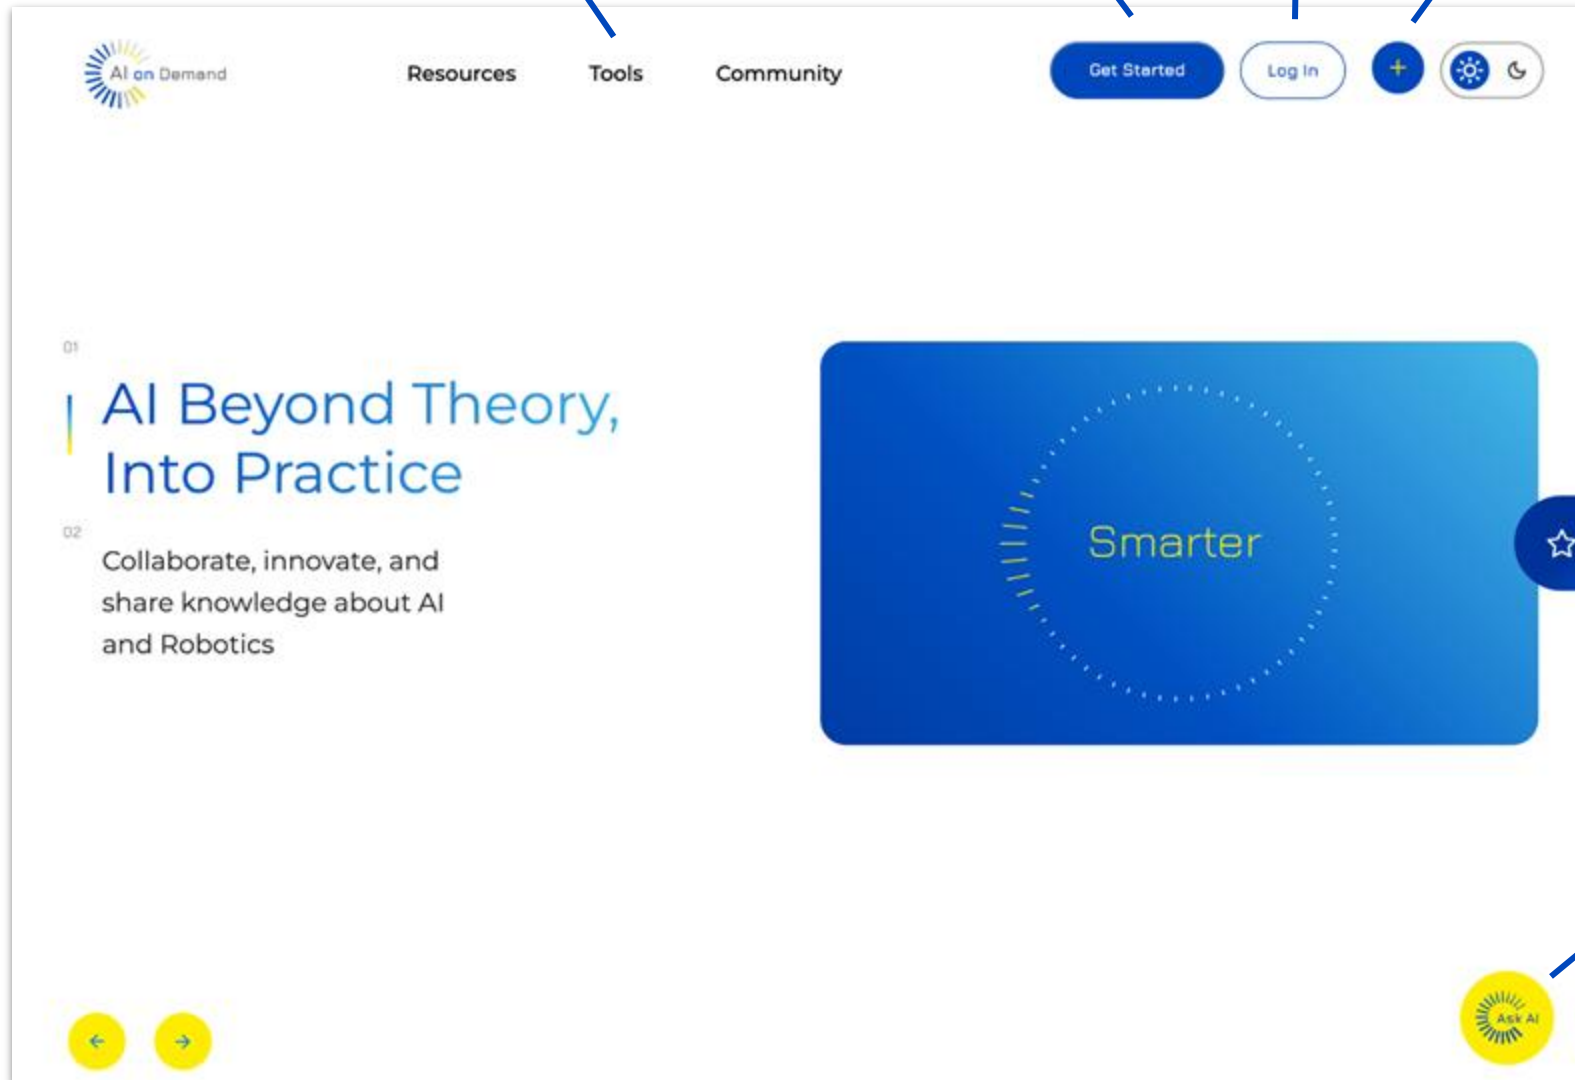 AI on Demand
Resources
Tools
Community
Get Started
Log In
+
01
AI Beyond Theory,
Into Practice
02
Collaborate, innovate, and
share knowledge about AI
and Robotics
Smarter
Ask AI